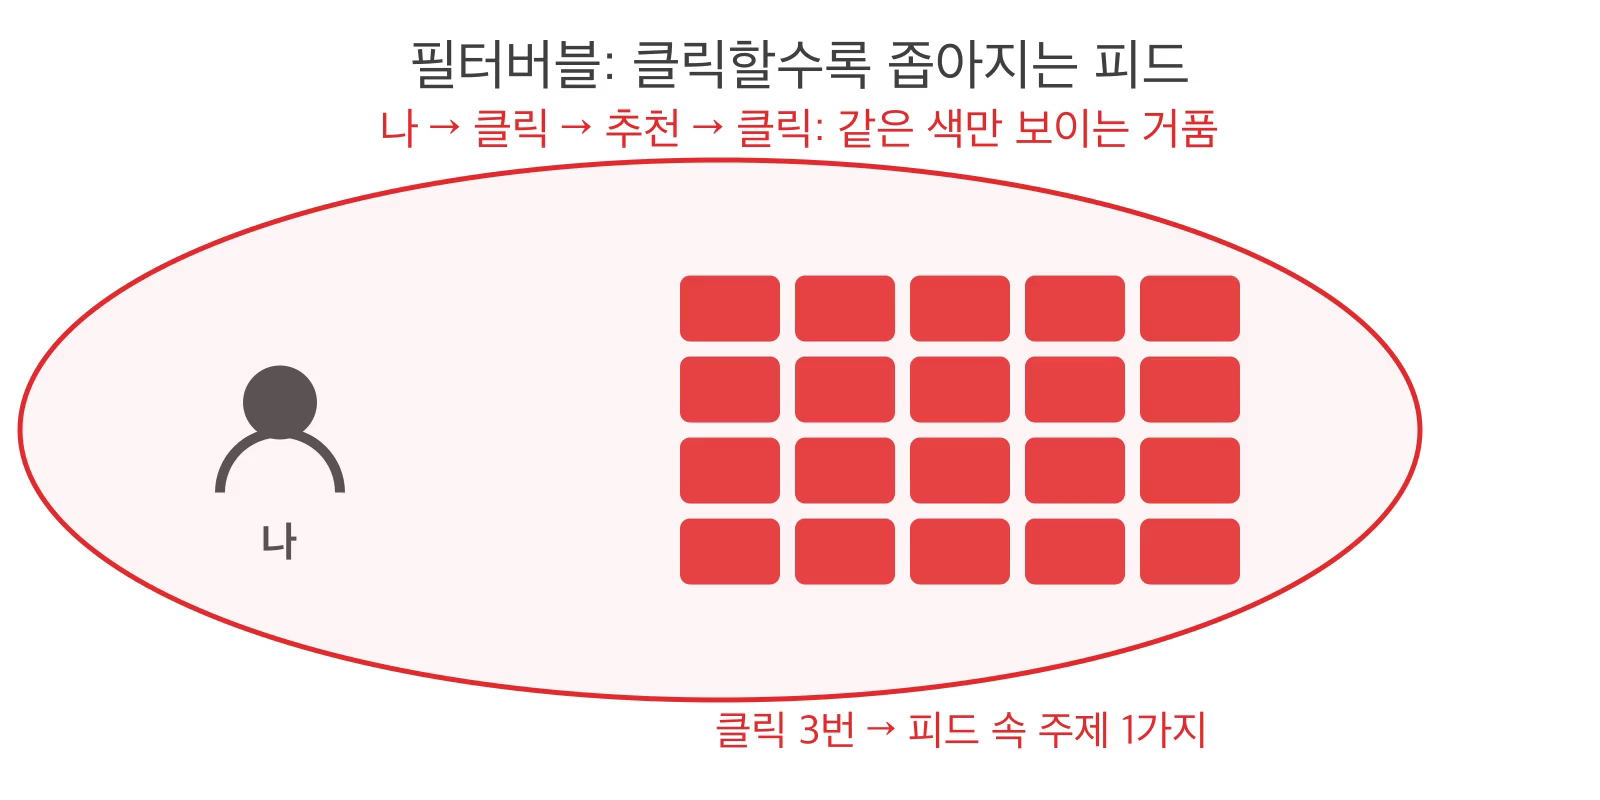 필터버블: 클릭할수록 좁아지는 피드
나 → 클릭 → 추천 → 클릭: 같은 색만 보이는 거품
나
클릭 3번 → 피드 속 주제 1가지